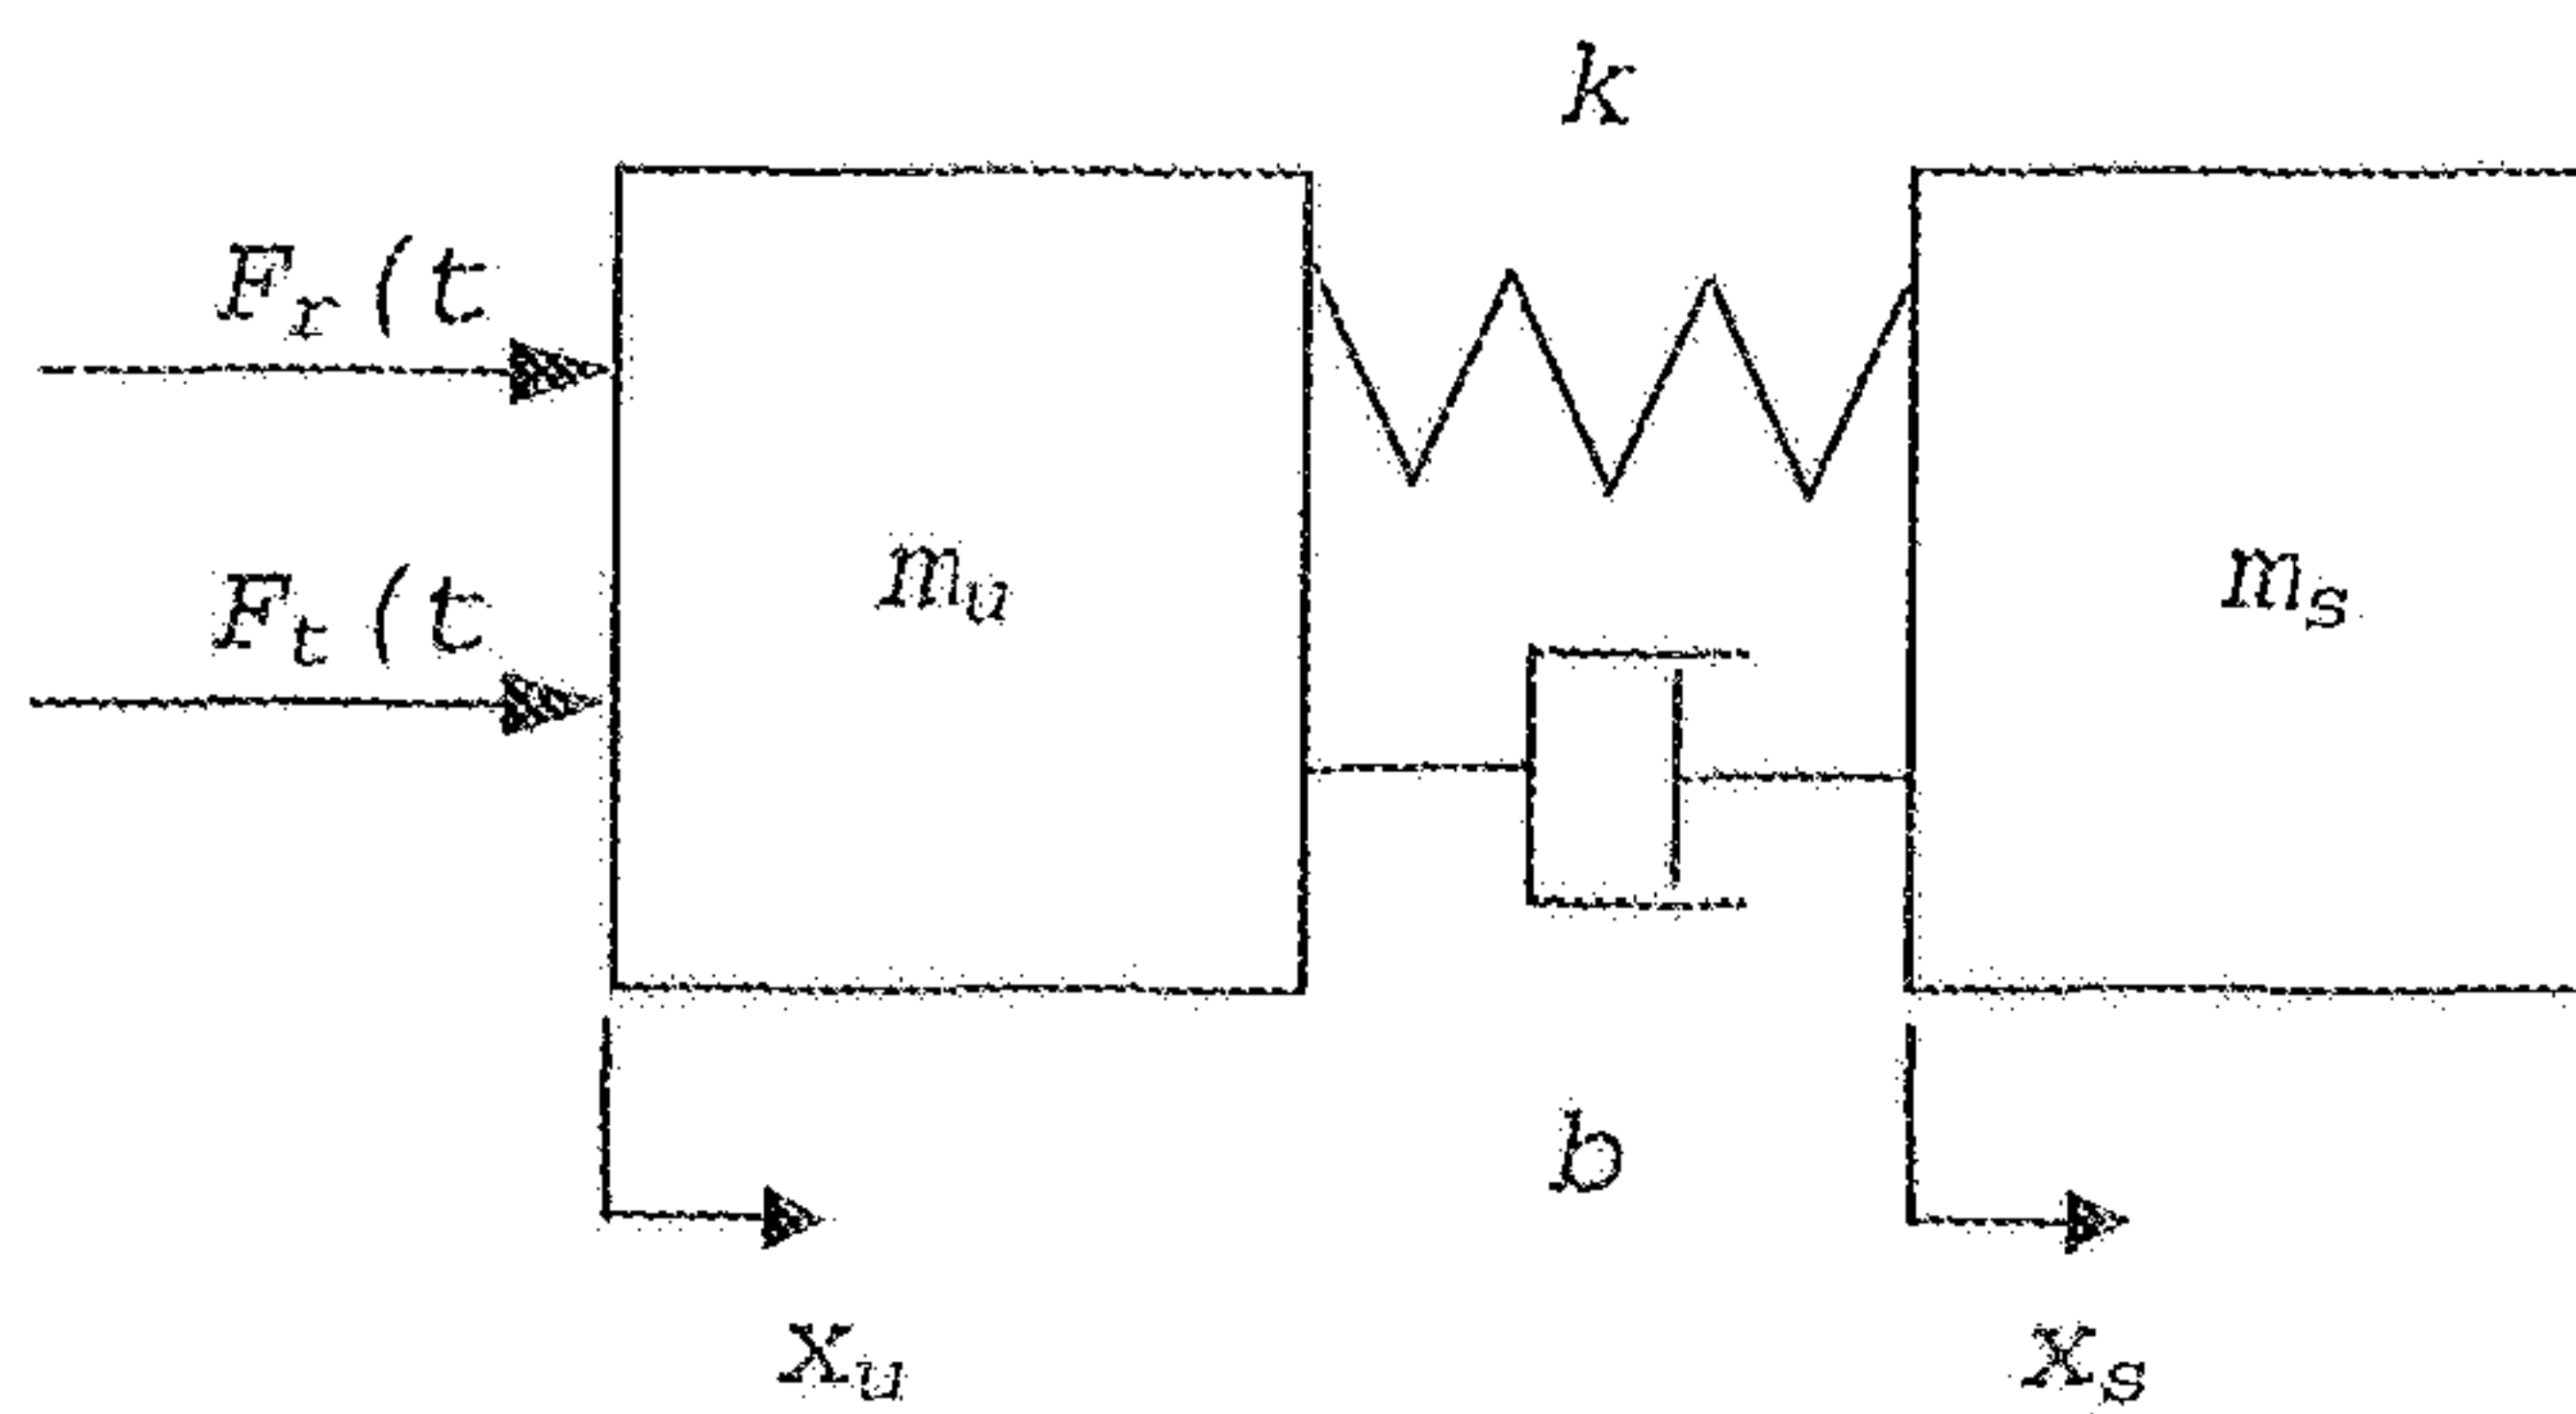 k
F_r (t
m_u
m_s
F_t (t
b
x_u
x_s